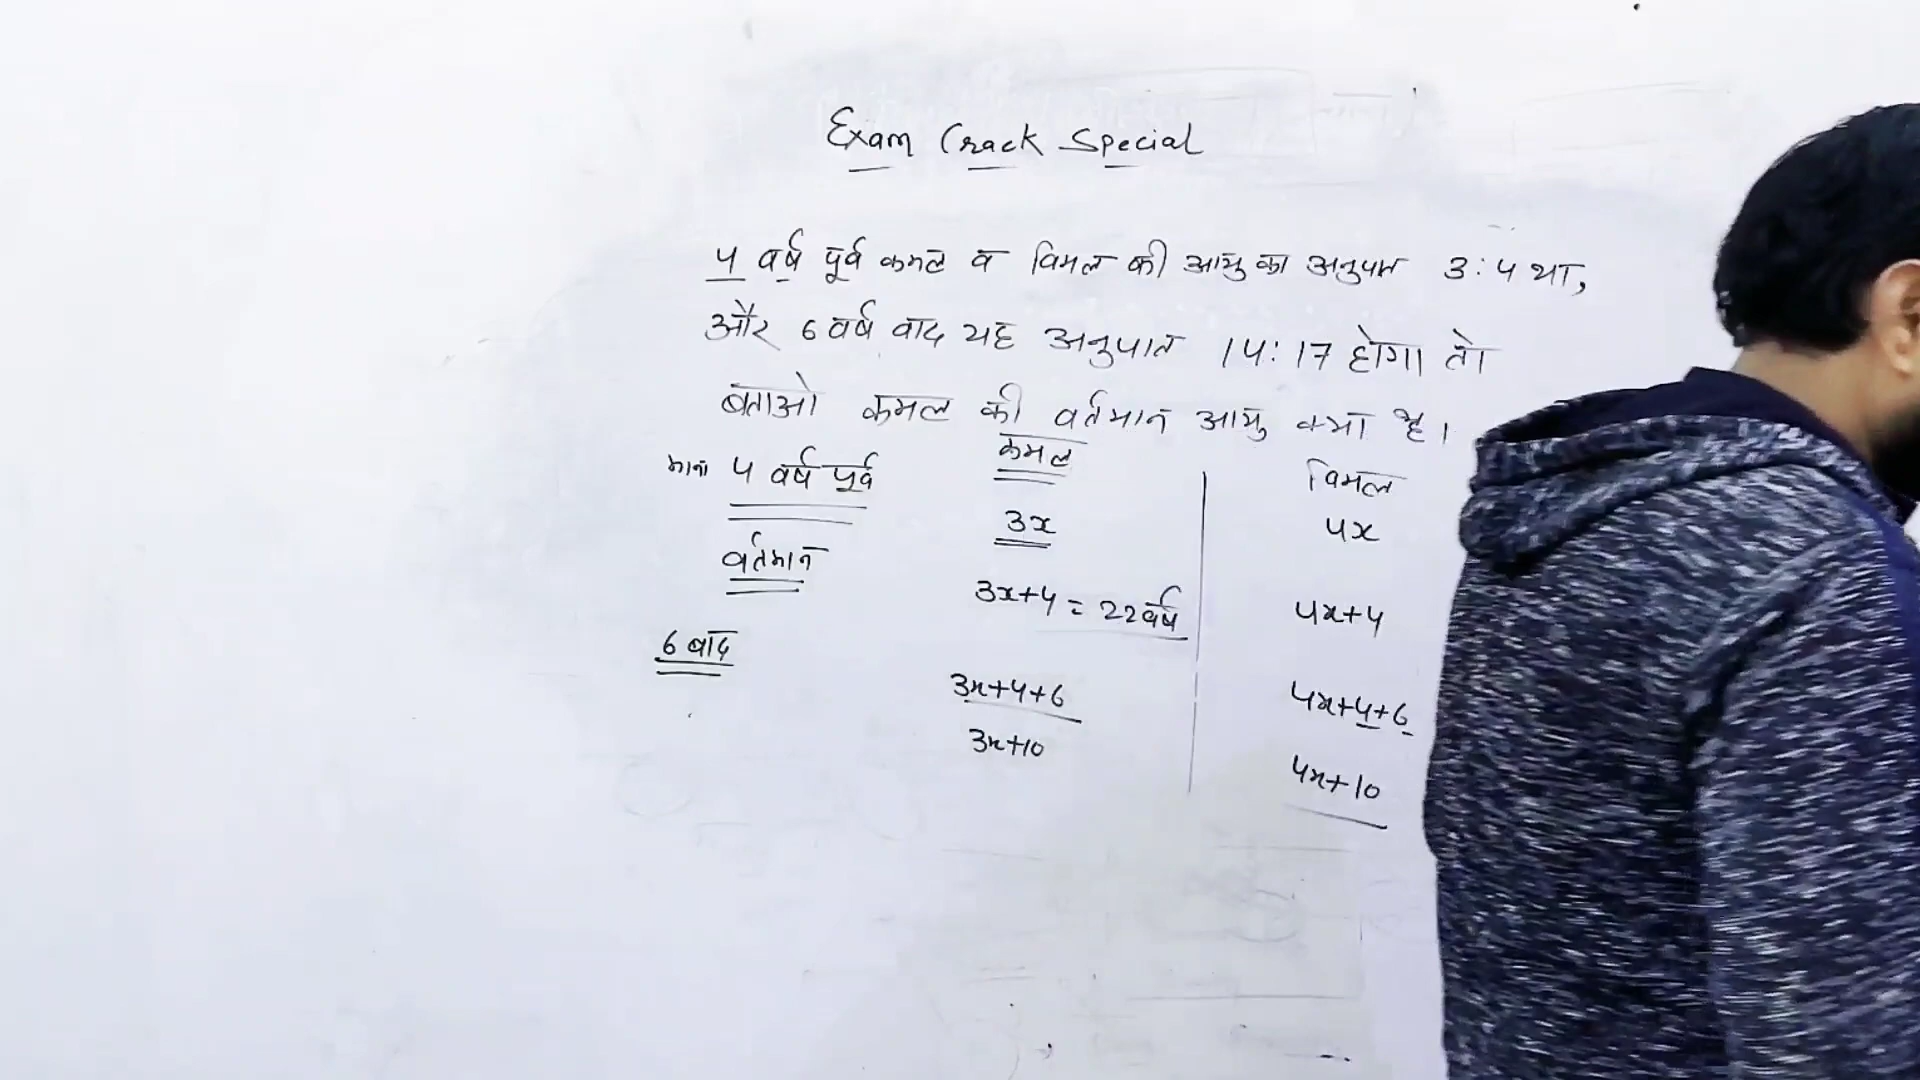 Exam Crack Special
4 वर्ष पूर्व कमल व विमल की आयु का अनुपात 3:4 था,
और 6 वर्ष बाद यह अनुपात 14:17 होगा तो
बताओ कमल की वर्तमान आयु क्या है।
माना 4 वर्ष पूर्व कमल विमल
3x 4x
वर्तमान 3x+4 = 22वर्ष 4x+4
6 बाद 3x+4+6 4x+4+6
3x+10 4x+10